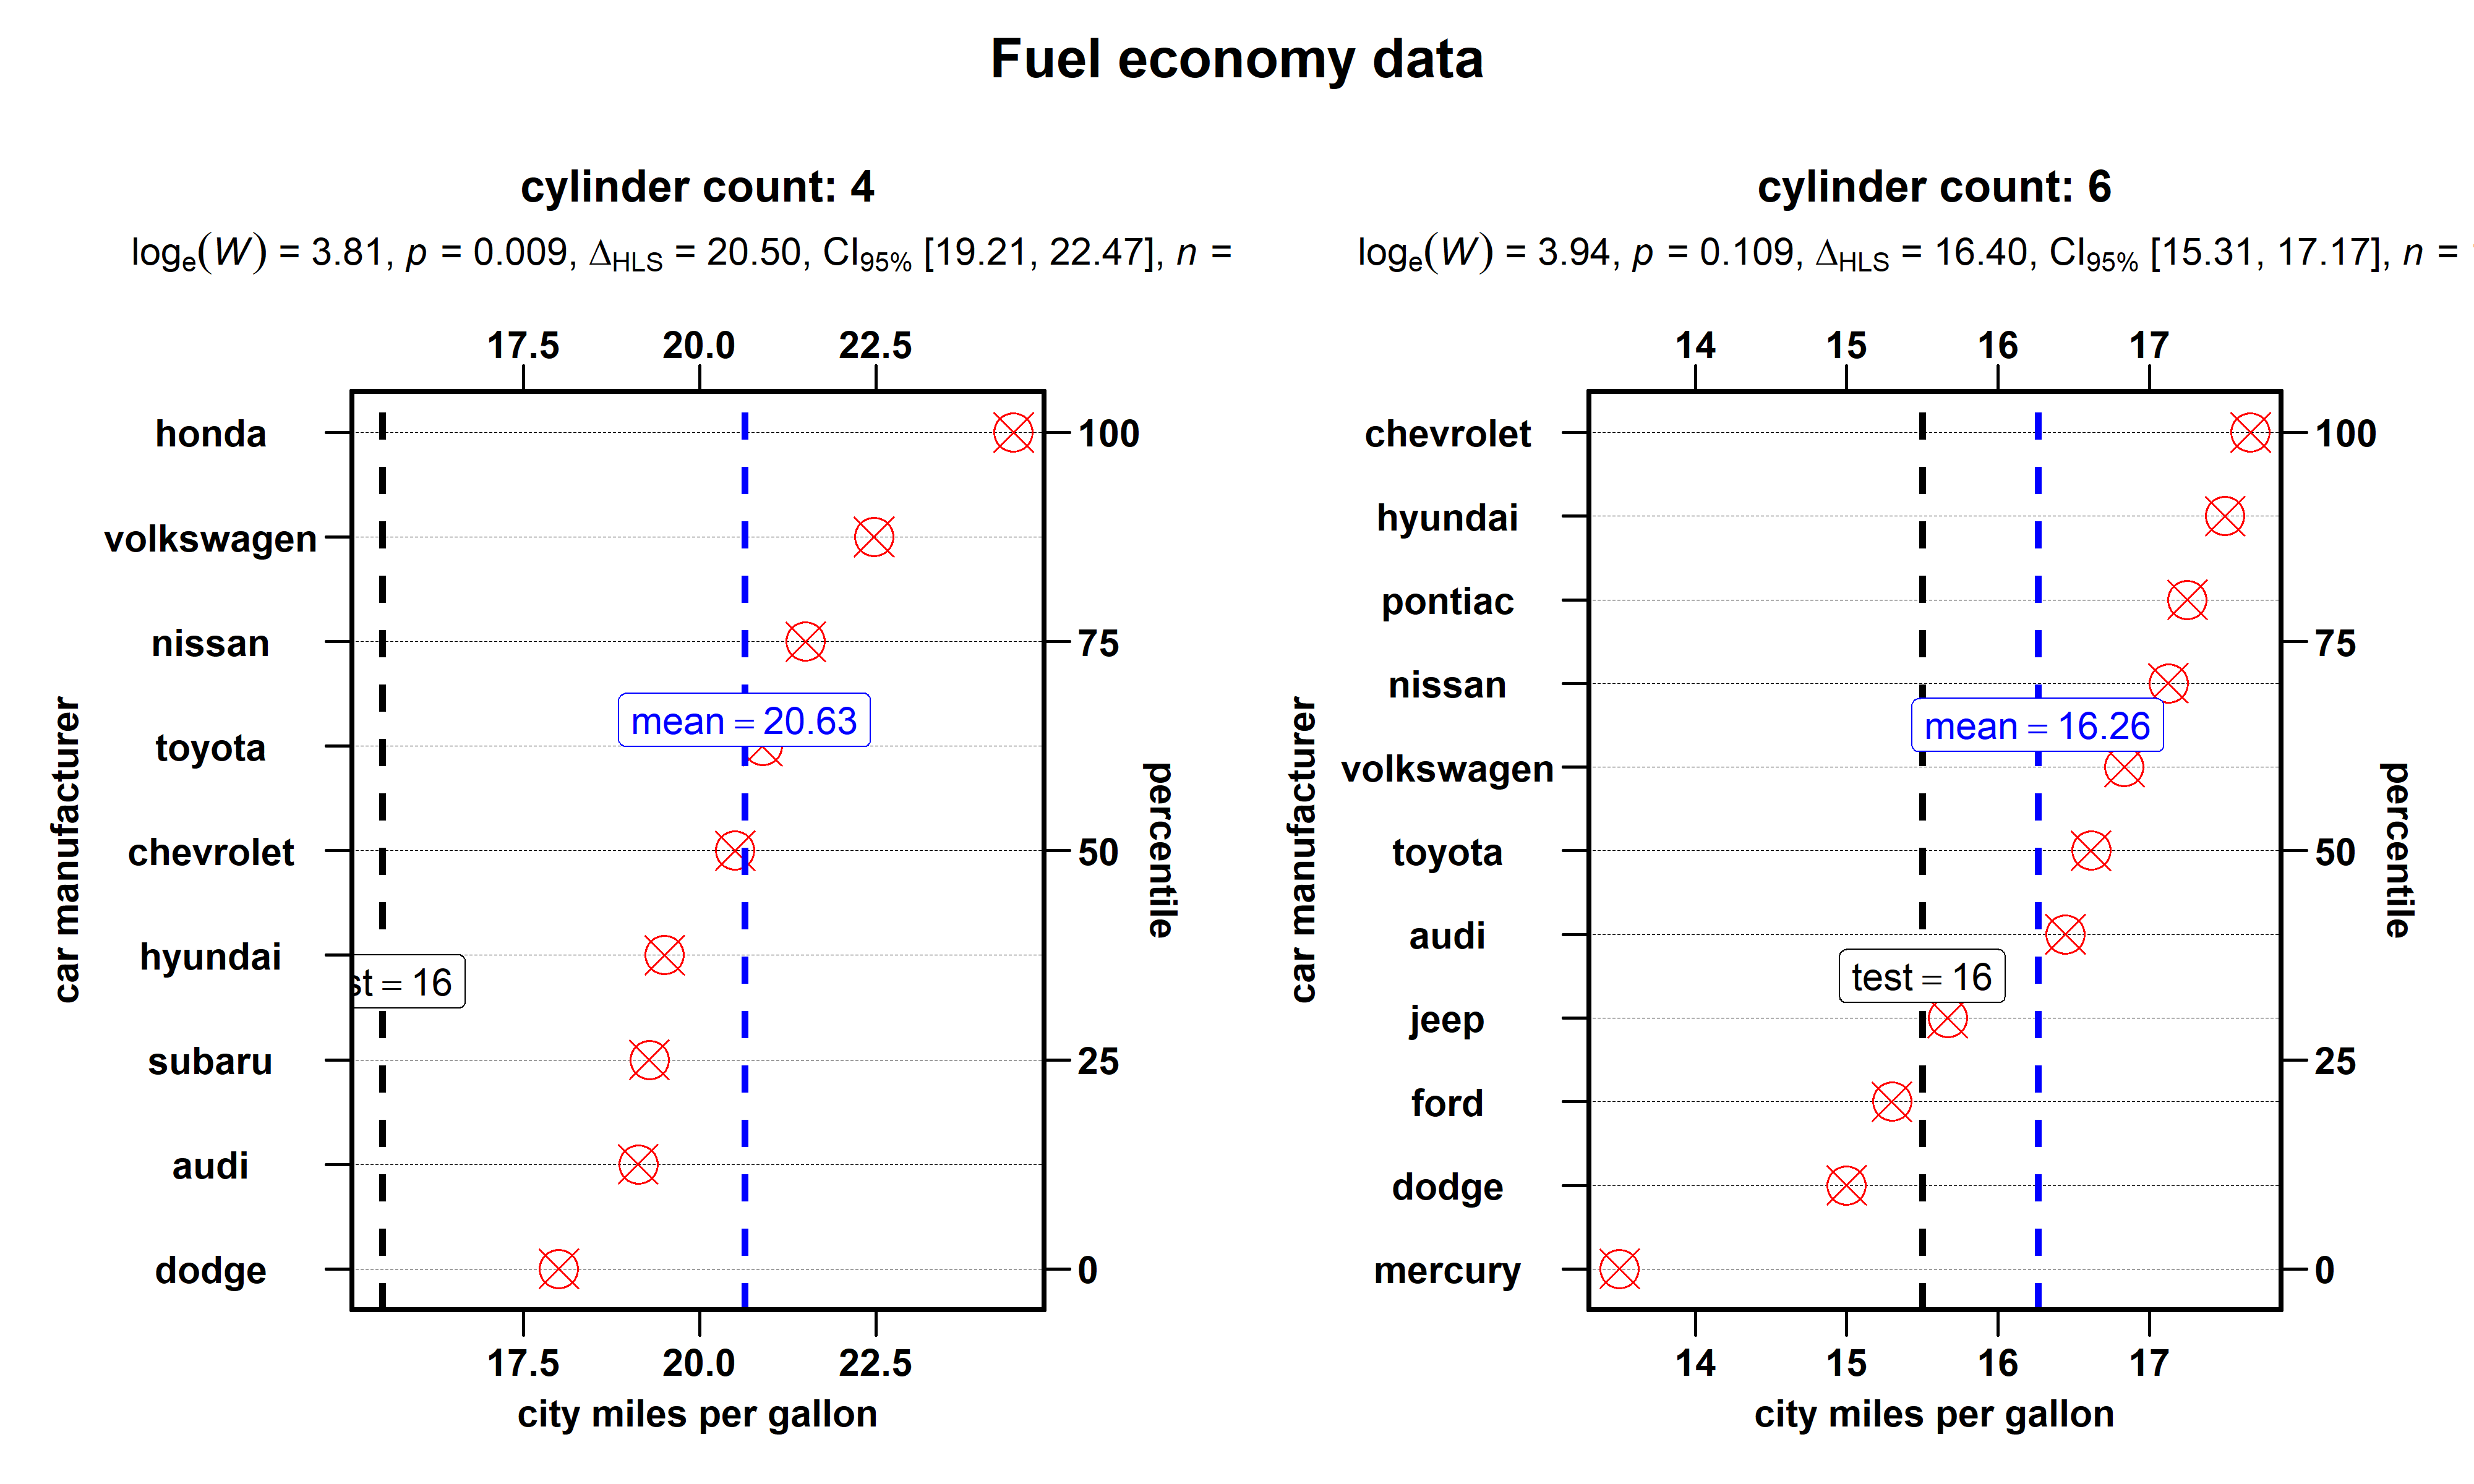 Fuel economy data
cylinder count: 4
logₑ(W) = 3.81, p = 0.009, Δ_HLS = 20.50, CI₉₅% [19.21, 22.47], n =
17.5 20.0 22.5
honda
volkswagen
nissan
toyota
chevrolet
hyundai
subaru
audi
dodge
car manufacturer
mean = 20.63
st = 16
100
75
50
25
0
percentile
17.5 20.0 22.5
city miles per gallon
cylinder count: 6
logₑ(W) = 3.94, p = 0.109, Δ_HLS = 16.40, CI₉₅% [15.31, 17.17], n =
14 15 16 17
chevrolet
hyundai
pontiac
nissan
volkswagen
toyota
audi
jeep
ford
dodge
mercury
car manufacturer
mean = 16.26
test = 16
100
75
50
25
0
percentile
14 15 16 17
city miles per gallon